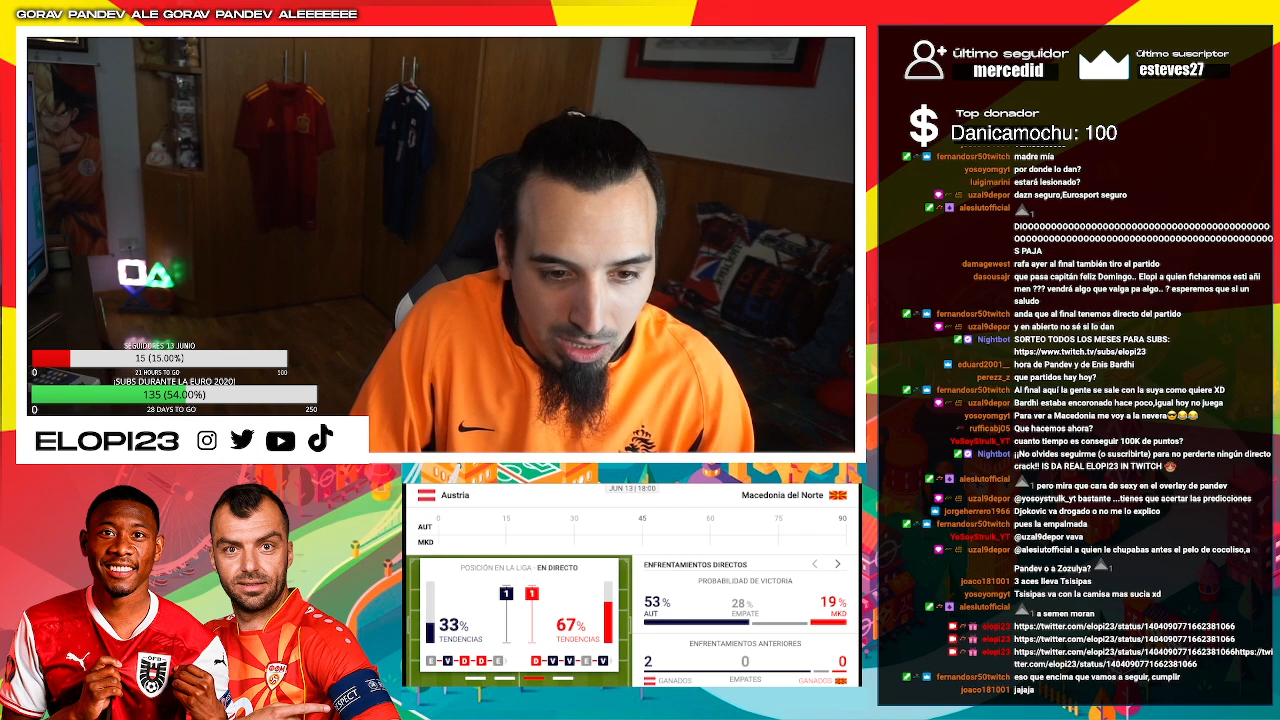 GORAV PANDEV ALE GORAV PANDEV ALEEEEEE
SEGUIDORES 13 JUNIO
15 (15.00%)
0 21 HOURS TO GO 100
¡SUBS DURANTE LA EURO 2020!
135 (54.00%)
0 28 DAYS TO GO 250
ELOPI23
último seguidor
mercedid
Último suscriptor
esteves27
Top donador
Danicamochu: 100
fernandosr50twitch madre mía
yosoyomgyt por donde lo dan?
luigimarini estará lesionado?
uzal9depor dazn seguro,Eurosport seguro
alesiutofficial 1
S PAJA
damagewest rafa ayer al final también tiro el partido
dasousajr que pasa capitán feliz Domingo.. Elopi a quien ficharemos esti añi
men ??? vendrá algo que valga pa algo.. ? esperemos que si un
saludo
fernandosr50twitch anda que al final tenemos directo del partido
uzal9depor y en abierto no sé si lo dan
Nightbot SORTEO TODOS LOS MESES PARA SUBS:
https://www.twitch.tv/subs/elopi23
eduard2001__ hora de Pandev y de Enis Bardhi
perezz_z que partidos hay hoy?
fernandosr50twitch Al final aquí la gente se sale con la suya como quiere XD
uzal9depor Bardhi estaba encoronado hace poco,igual hoy no juega
yosoyomgyt Para ver a Macedonia me voy a la nevera😎😂😂😂
rufficabj05 Que hacemos ahora?
YoSoyStrulk_YT cuanto tiempo es conseguir 100K de puntos?
Nightbot ¡¡No olvides seguirme (o suscribirte) para no perderte ningún directo
crack!! IS DA REAL ELOPI23 IN TWITCH
alesiutofficial 1 pero mira que cara de sexy en el overlay de pandev
uzal9depor @yosoystrulk_yt bastante ...tienes que acertar las predicciones
jorgeherrero1966 Djokovic va drogado o no me lo explico
fernandosr50twitch pues la empalmada
YoSoyStrulk_YT @uzal9depor vava
uzal9depor @alesiutofficial a quien le chupabas antes el pelo de cocoliso,a
Pandev o a Zozulya? 1
joaco181001 3 aces lleva Tsisipas
yosoyomgyt Tsisipas va con la camisa mas sucia xd
alesiutofficial 1 a semen moran
elopi23 https://twitter.com/elopi23/status/1404090771662381066
elopi23 https://twitter.com/elopi23/status/1404090771662381066
elopi23 https://twitter.com/elopi23/status/1404090771662381066https://twi
tter.com/elopi23/status/1404090771662381066
fernandosr50twitch eso que encima que vamos a seguir, cumplir
joaco181001 jajaja
Austria JUN 13 | 18:00 Macedonia del Norte
0 15 30 45 60 75 90
AUT
MKD
POSICIÓN EN LA LIGA - EN DIRECTO
1 1
33% 67%
TENDENCIAS TENDENCIAS
E V D D E D V V E V
ENFRENTAMIENTOS DIRECTOS
PROBABILIDAD DE VICTORIA
53% 28% 19%
AUT EMPATE MKD
ENFRENTAMIENTOS ANTERIORES
2 0 0
GANADOS EMPATES GANADOS
ÖFB
RESPECT